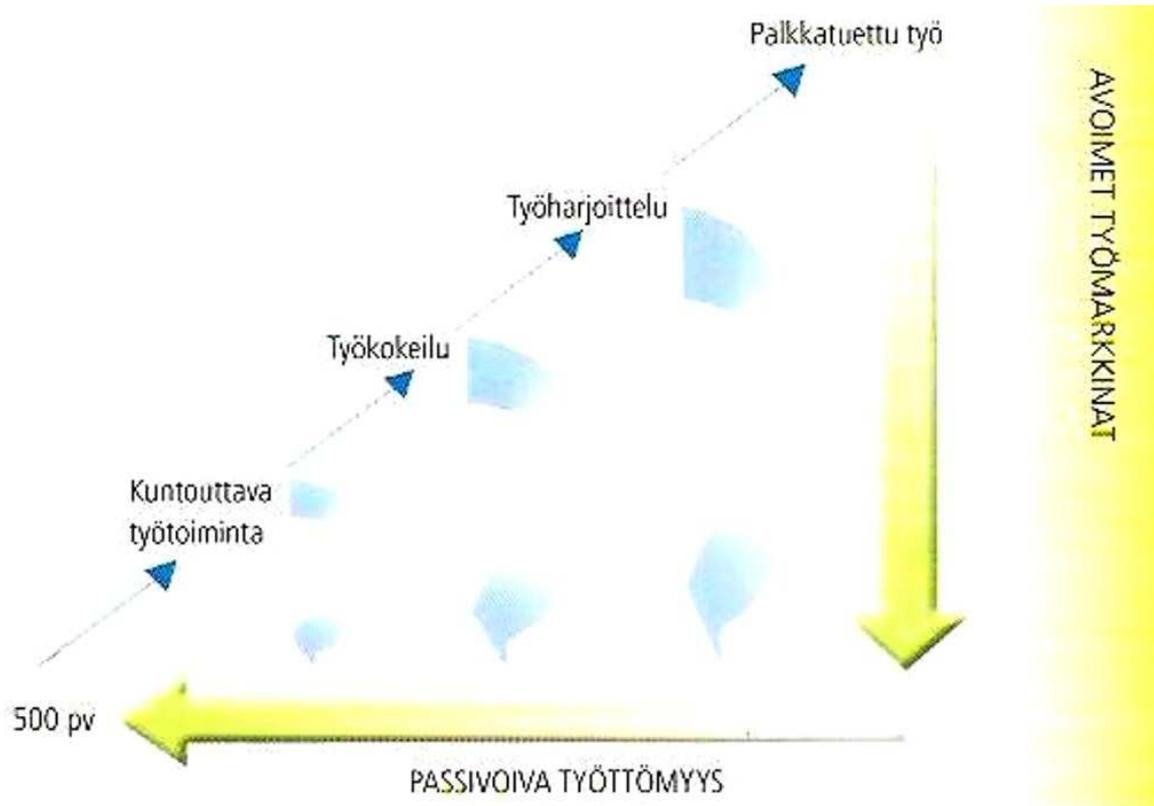 Palkkatuettu työ
AVOIMET TYÖMARKKINAT
Työharjoittelu
Työkokeilu
Kuntouttava
työtoiminta
500 pv
PASSIVOIVA TYÖTTÖMYYS